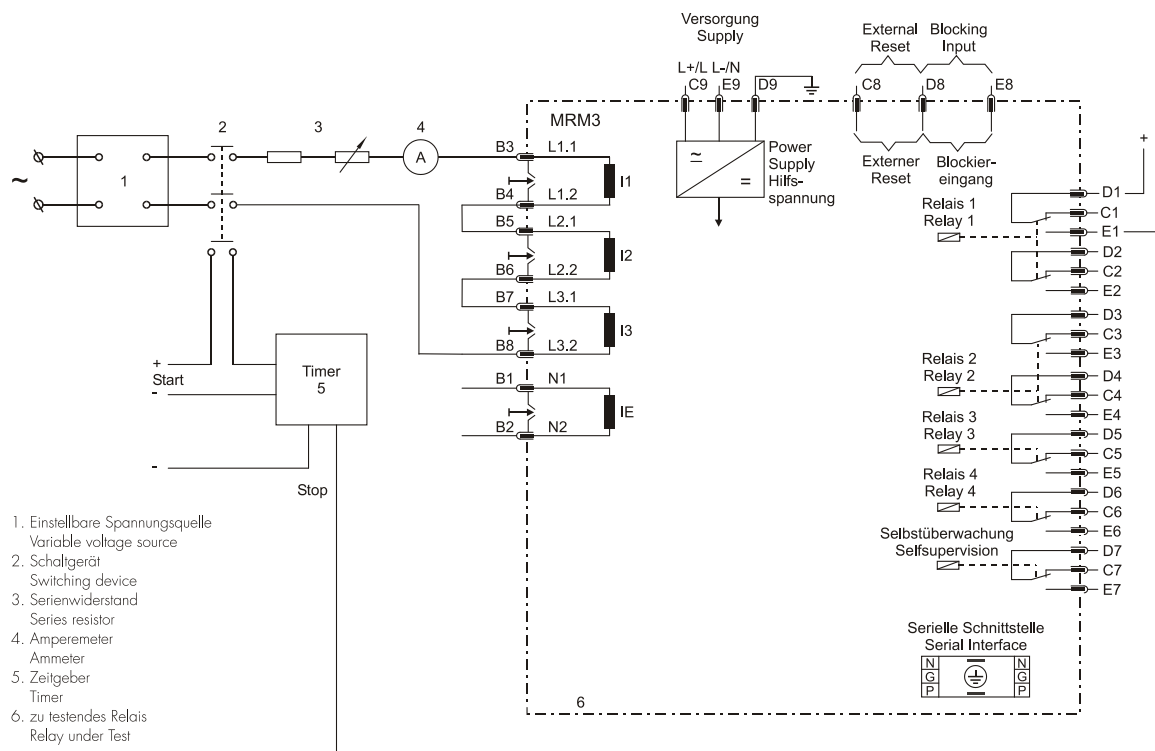 Versorgung
Supply
L+/L L-/N
C9 E9 D9
External
Reset
Blocking
Input
C8 D8 E8
MRM3
Power
Supply
Hilfs-
spannung
~
=
Externer
Reset
Blockier-
eingang
2 3 4
1
~
A
B3 L1.1
I1
B4 L1.2
B5 L2.1
I2
B6 L2.2
B7 L3.1
I3
B8 L3.2
B1 N1
IE
B2 N2
+
Start
-
-
Timer
5
Stop
+
Relais 1
Relay 1
D1
C1
E1
D2
C2
E2
D3
C3
E3
Relais 2
Relay 2
D4
C4
E4
Relais 3
Relay 3
D5
C5
E5
Relais 4
Relay 4
D6
C6
E6
Selbstüberwachung
Selfsupervision
D7
C7
E7
Serielle Schnittstelle
Serial Interface
N N
G G
P P
6
1. Einstellbare Spannungsquelle
Variable voltage source
2. Schaltgerät
Switching device
3. Serienwiderstand
Series resistor
4. Amperemeter
Ammeter
5. Zeitgeber
Timer
6. zu testendes Relais
Relay under Test